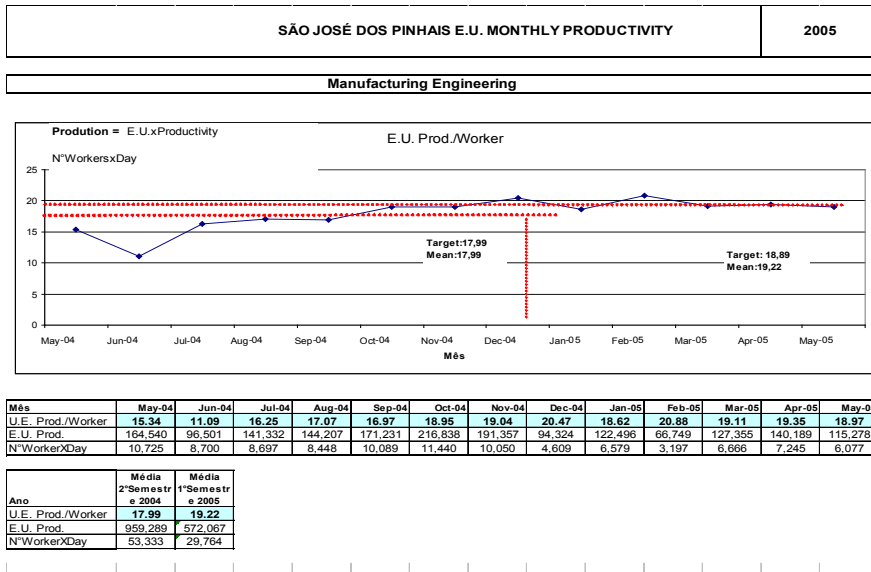 SÃO JOSÉ DOS PINHAIS E.U. MONTHLY PRODUCTIVITY 2005
Manufacturing Engineering
Prodution = E.U.xProductivity
N°WorkersxDay
E.U. Prod./Worker
25
20
15
10
5
0
Target:17,99
Mean:17,99
Target: 18,89
Mean:19,22
May-04 Jun-04 Jul-04 Aug-04 Sep-04 Oct-04 Nov-04 Dec-04 Jan-05 Feb-05 Mar-05 Apr-05 May-05
Mês
Mês May-04 Jun-04 Jul-04 Aug-04 Sep-04 Oct-04 Nov-04 Dec-04 Jan-05 Feb-05 Mar-05 Apr-05 May-0
U.E. Prod./Worker 15.34 11.09 16.25 17.07 16.97 18.95 19.04 20.47 18.62 20.88 19.11 19.35 18.97
E.U. Prod. 164,540 96,501 141,332 144,207 171,231 216,838 191,357 94,324 122,496 66,749 127,355 140,189 115,278
N°WorkerXDay 10,725 8,700 8,697 8,448 10,089 11,440 10,050 4,609 6,579 3,197 6,666 7,245 6,077
Média Média
2°Semestr 1°Semestr
Ano e 2004 e 2005
U.E. Prod./Worker 17.99 19.22
E.U. Prod. 959,289 572,067
N°WorkerXDay 53,333 29,764